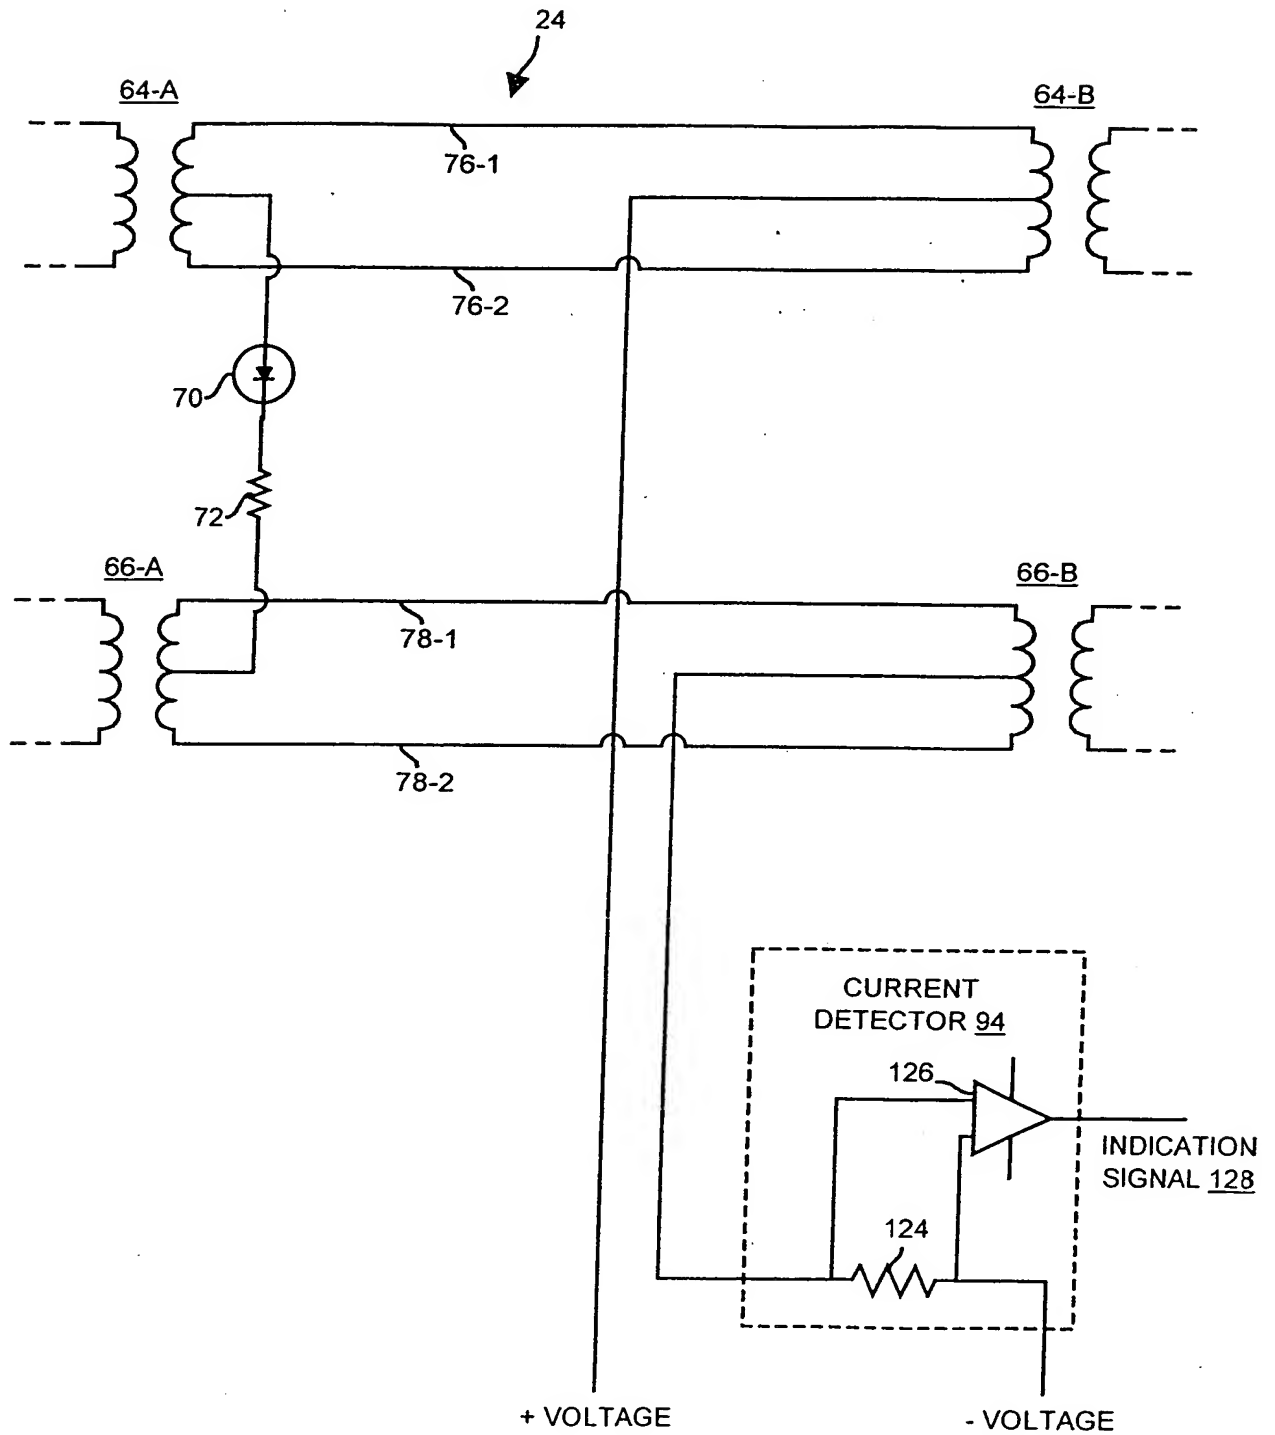 24
64-A
64-B
76-1
76-2
70
72
66-A
66-B
78-1
78-2
CURRENT
DETECTOR 94
126
INDICATION
SIGNAL 128
124
+ VOLTAGE
- VOLTAGE